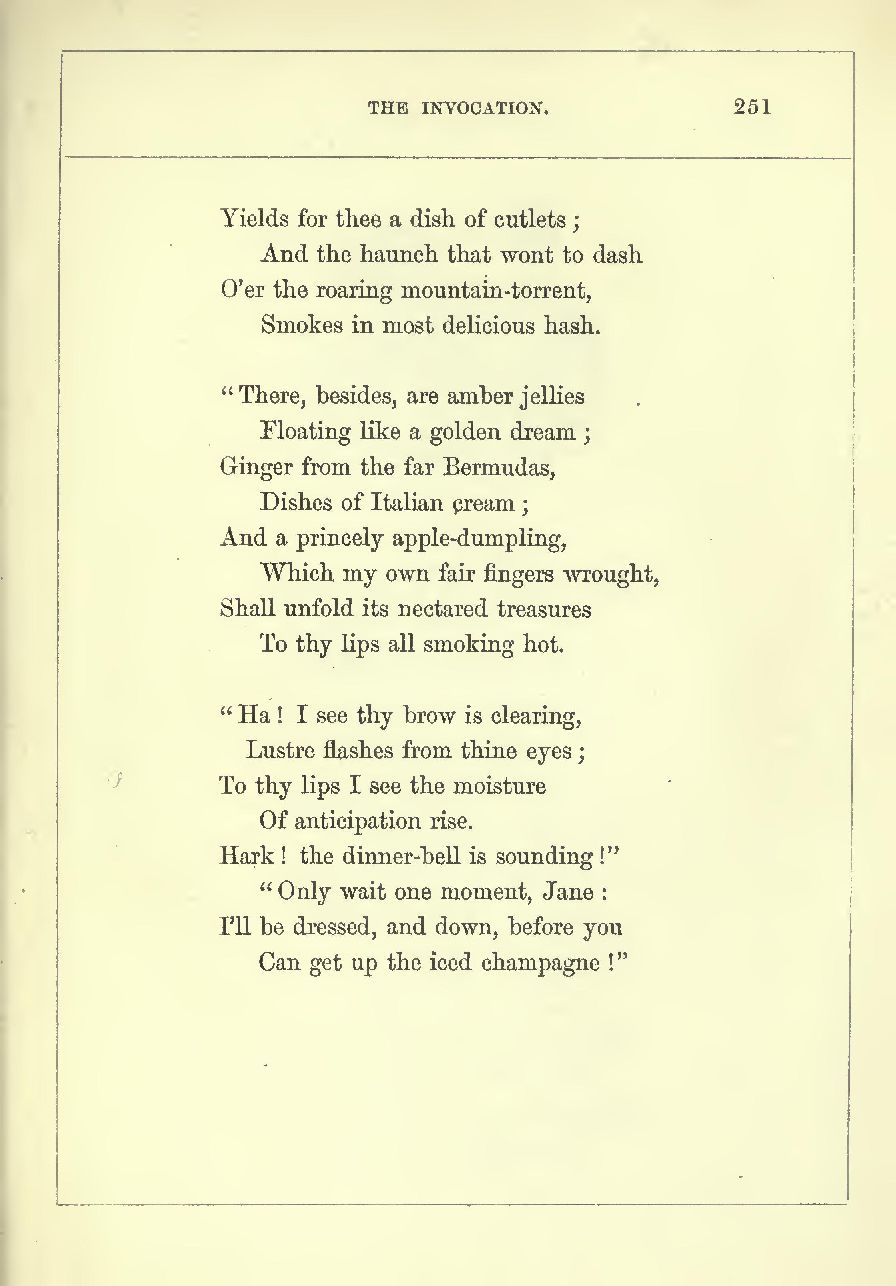 THE INVOCATION. 251
Yields for thee a dish of cutlets ;
And the haunch that wont to dash
O'er the roaring mountain-torrent,
Smokes in most delicious hash.
“ There, besides, are amber jellies
Floating like a golden dream ;
Ginger from the far Bermudas,
Dishes of Italian cream ;
And a princely apple-dumpling,
Which my own fair fingers wrought,
Shall unfold its nectared treasures
To thy lips all smoking hot.
“ Ha ! I see thy brow is clearing,
Lustre flashes from thine eyes ;
To thy lips I see the moisture
Of anticipation rise.
Hark ! the dinner-bell is sounding !”
“ Only wait one moment, Jane :
I'll be dressed, and down, before you
Can get up the iced champagne !”